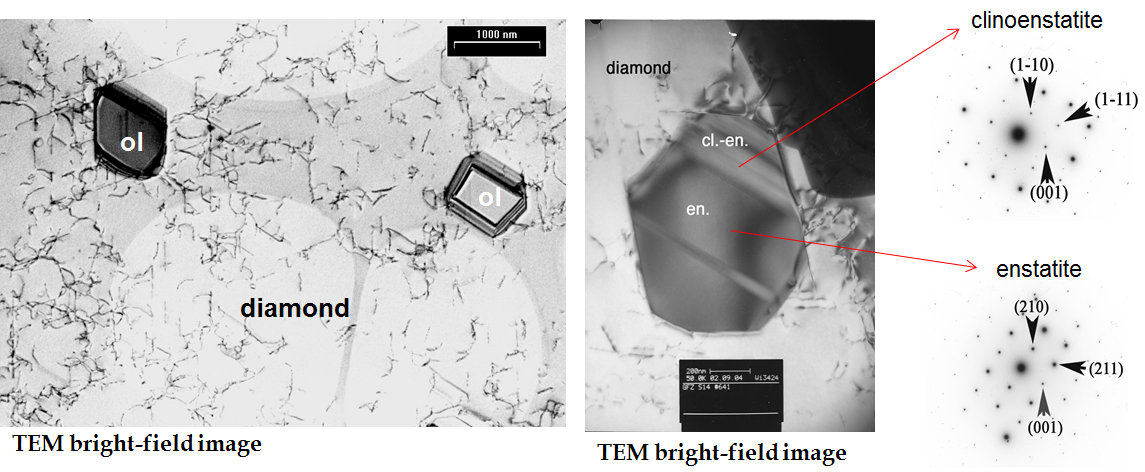 1000 nm
ol
ol
diamond
TEM bright-field image
diamond
cl.-en.
en.
200nm
50.0K 02.09.04 Wi3424
GFZ S14 #641
TEM bright-field image
clinoenstatite
(1-10)
(1-11)
(001)
enstatite
(210)
(211)
(001)